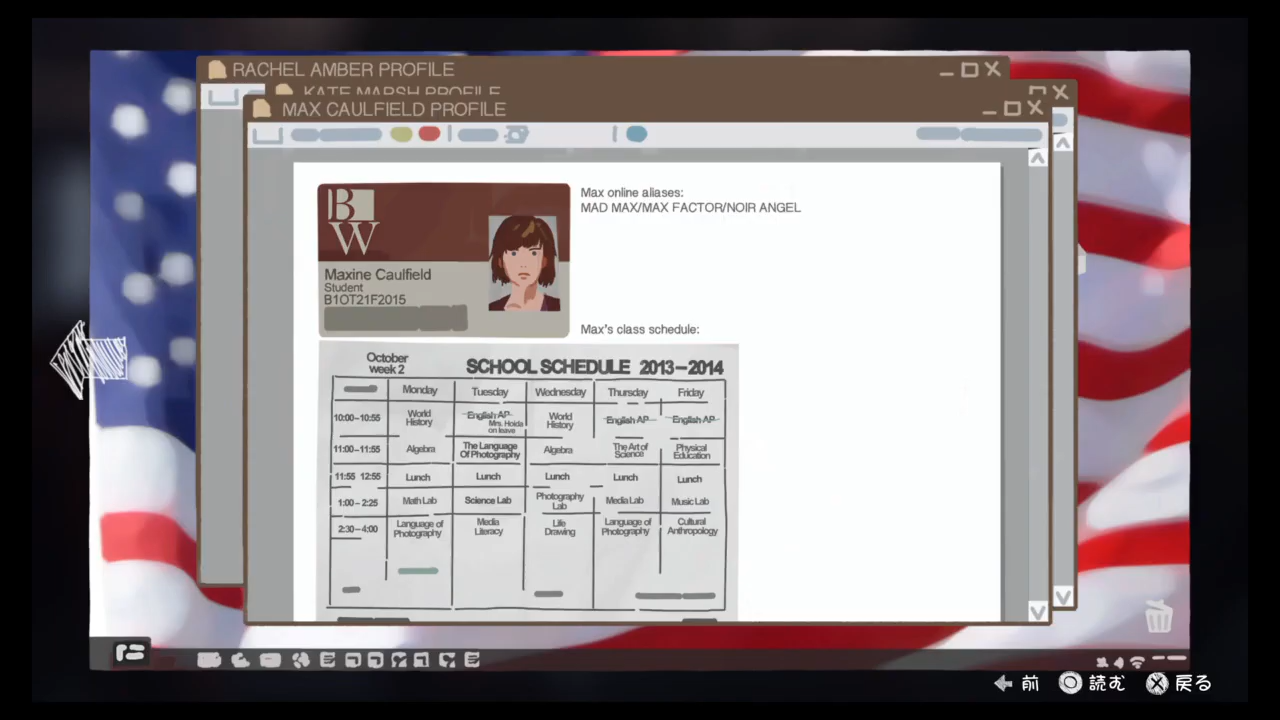 RACHEL AMBER PROFILE
KATE MARSH PROFILE
MAX CAULFIELD PROFILE
BW
Maxine Caulfield
Student
B1OT21F2015
Max online aliases:
MAD MAX/MAX FACTOR/NOIR ANGEL
Max's class schedule:
October
week 2
SCHOOL SCHEDULE 2013-2014
Monday Tuesday Wednesday Thursday Friday
10:00-10:55 World History English AP Mrs. Hoida on leave World History English AP English AP
11:00-11:55 Algebra The Language Of Photography Algebra The Art of Science Physical Education
11:55 12:55 Lunch Lunch Lunch Lunch Lunch
1:00-2:25 Math Lab Science Lab Photography Lab Media Lab Music Lab
2:30-4:00 Language of Photography Media Literacy Life Drawing Language of Photography Cultural Anthropology
前 読む 戻る